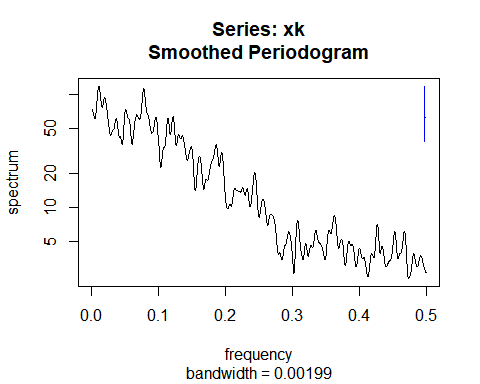 Series: xk
Smoothed Periodogram
spectrum
50
20
10
5
0.0 0.1 0.2 0.3 0.4 0.5
frequency
bandwidth = 0.00199